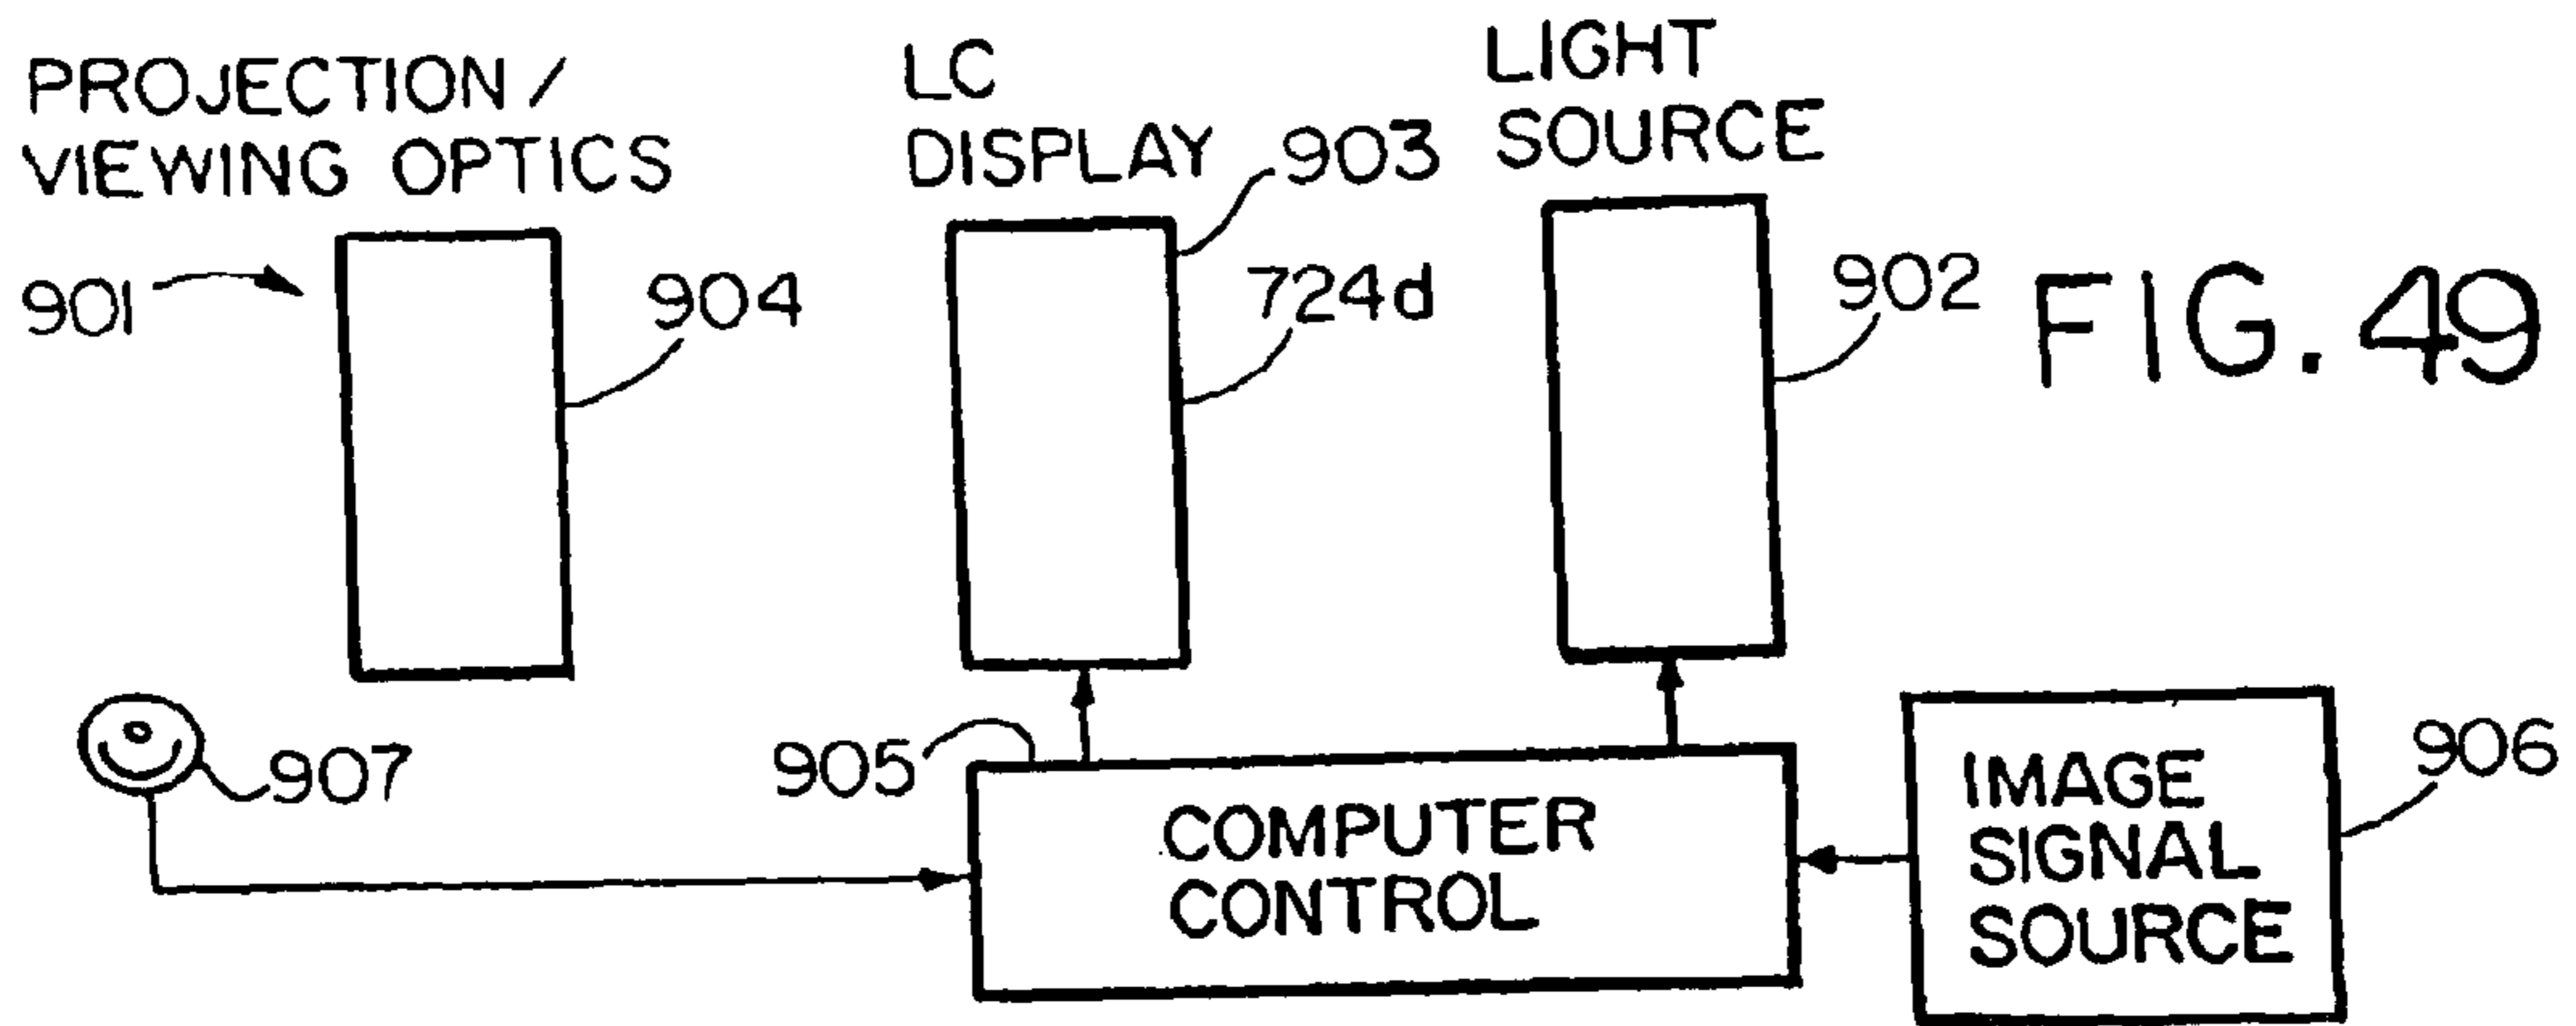 PROJECTION /
VIEWING OPTICS
LC
DISPLAY
LIGHT
SOURCE
903
901
904
724d
902
FIG. 49
907
905
COMPUTER
CONTROL
IMAGE
SIGNAL
SOURCE
906